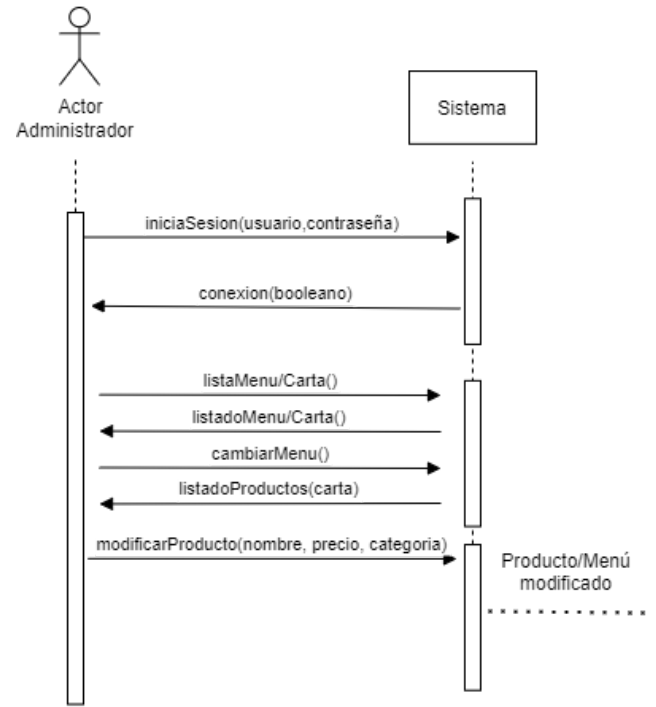 Actor
Administrador
Sistema
iniciaSesion(usuario,contraseña)
conexion(booleano)
listaMenu/Carta()
listadoMenu/Carta()
cambiarMenu()
listadoProductos(carta)
modificarProducto(nombre, precio, categoria)
Producto/Menú
modificado